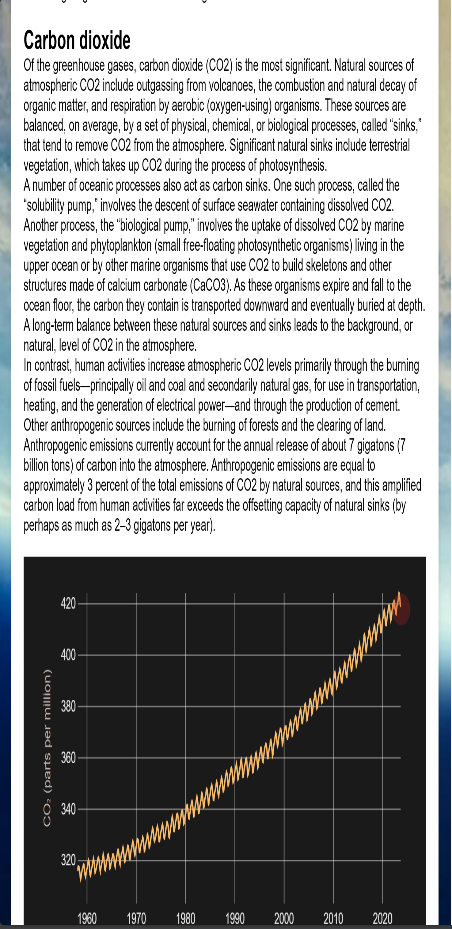 Carbon dioxide
Of the greenhouse gases, carbon dioxide (CO2) is the most significant. Natural sources of
atmospheric CO2 include outgassing from volcanoes, the combustion and natural decay of
organic matter, and respiration by aerobic (oxygen-using) organisms. These sources are
balanced, on average, by a set of physical, chemical, or biological processes, called “sinks,”
that tend to remove CO2 from the atmosphere. Significant natural sinks include terrestrial
vegetation, which takes up CO2 during the process of photosynthesis.
A number of oceanic processes also act as carbon sinks. One such process, called the
“solubility pump,” involves the descent of surface seawater containing dissolved CO2.
Another process, the “biological pump,” involves the uptake of dissolved CO2 by marine
vegetation and phytoplankton (small free-floating photosynthetic organisms) living in the
upper ocean or by other marine organisms that use CO2 to build skeletons and other
structures made of calcium carbonate (CaCO3). As these organisms expire and fall to the
ocean floor, the carbon they contain is transported downward and eventually buried at depth.
A long-term balance between these natural sources and sinks leads to the background, or
natural, level of CO2 in the atmosphere.
In contrast, human activities increase atmospheric CO2 levels primarily through the burning
of fossil fuels—principally oil and coal and secondarily natural gas, for use in transportation,
heating, and the generation of electrical power—and through the production of cement.
Other anthropogenic sources include the burning of forests and the clearing of land.
Anthropogenic emissions currently account for the annual release of about 7 gigatons (7
billion tons) of carbon into the atmosphere. Anthropogenic emissions are equal to
approximately 3 percent of the total emissions of CO2 by natural sources, and this amplified
carbon load from human activities far exceeds the offsetting capacity of natural sinks (by
perhaps as much as 2–3 gigatons per year).
CO₂ (parts per million)
420
400
380
360
340
320
1960 1970 1980 1990 2000 2010 2020